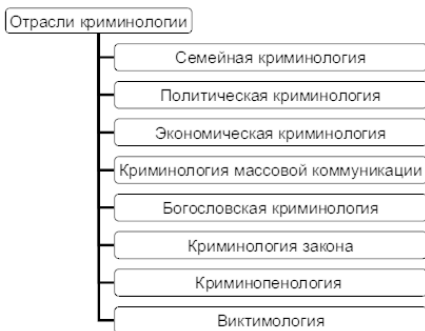 Отрасли криминологии
Семейная криминология
Политическая криминология
Экономическая криминология
Криминология массовой коммуникации
Богословская криминология
Криминология закона
Криминопенология
Виктимология